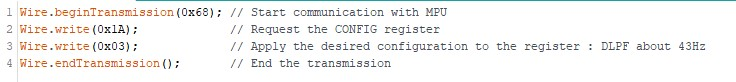 1 Wire.beginTransmission(0x68); // Start communication with MPU
2 Wire.write(0x1A); // Request the CONFIG register
3 Wire.write(0x03); // Apply the desired configuration to the register : DLPF about 43Hz
4 Wire.endTransmission(); // End the transmission